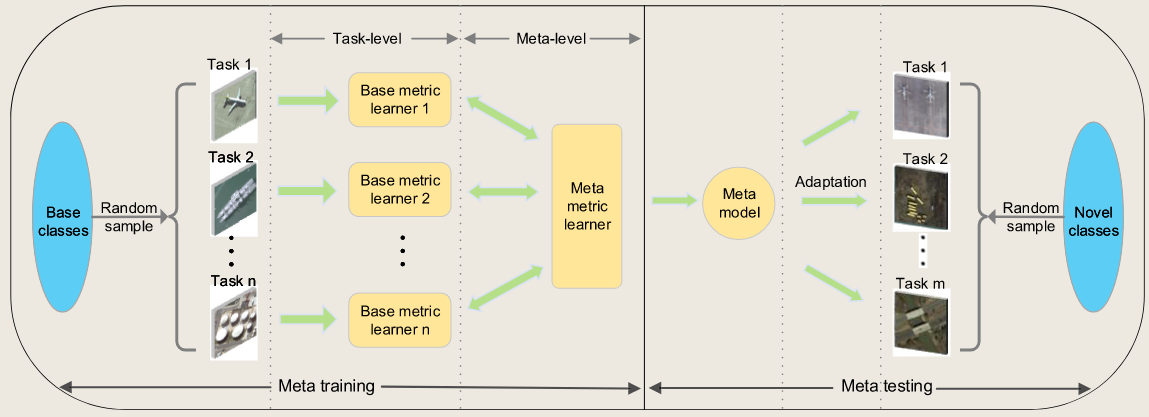 Task-level
Meta-level
Task 1
Base metric
learner 1
Task 2
Base metric
learner 2
Task n
Base metric
learner n
Base
classes
Random
sample
Meta
metric
learner
Meta training
Meta
model
Adaptation
Task 1
Task 2
Task m
Random
sample
Novel
classes
Meta testing